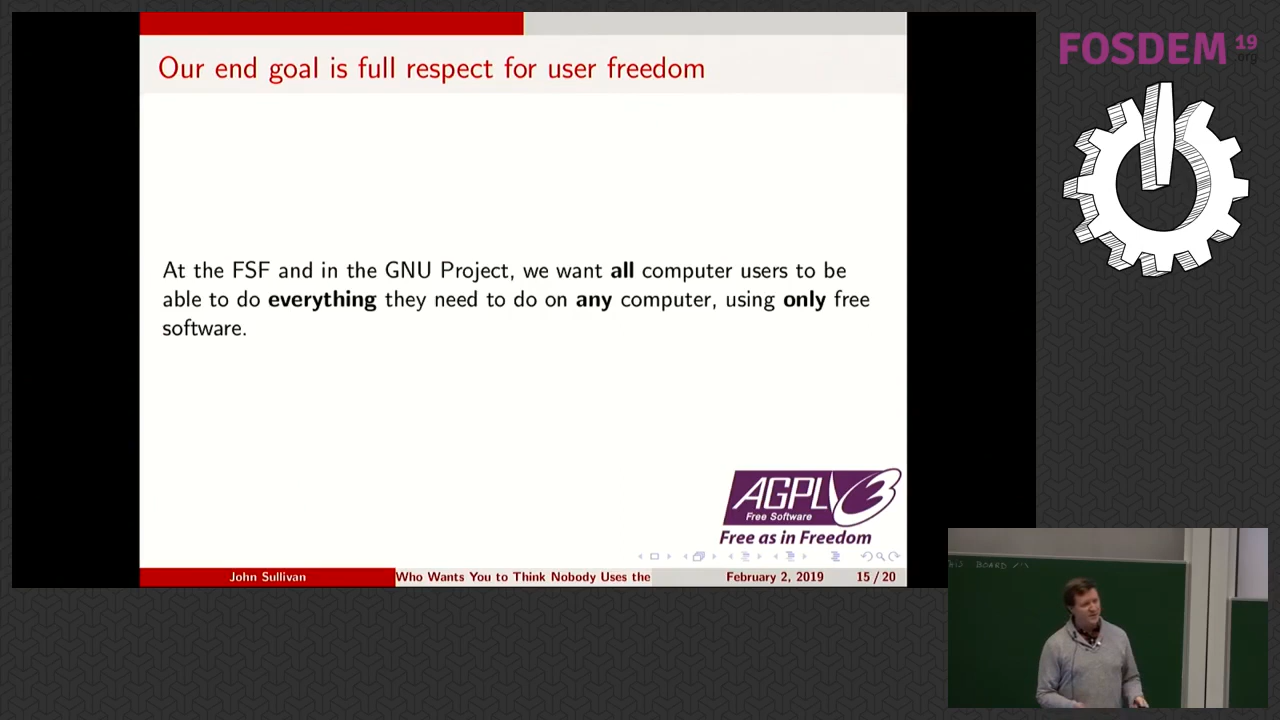 Our end goal is full respect for user freedom
FOSDEM 19
.org
At the FSF and in the GNU Project, we want all computer users to be
able to do everything they need to do on any computer, using only free
software.
AGPLv3
Free Software
Free as in Freedom
John Sullivan
Who Wants You to Think Nobody Uses the
February 2, 2019
15 / 20
BOARD